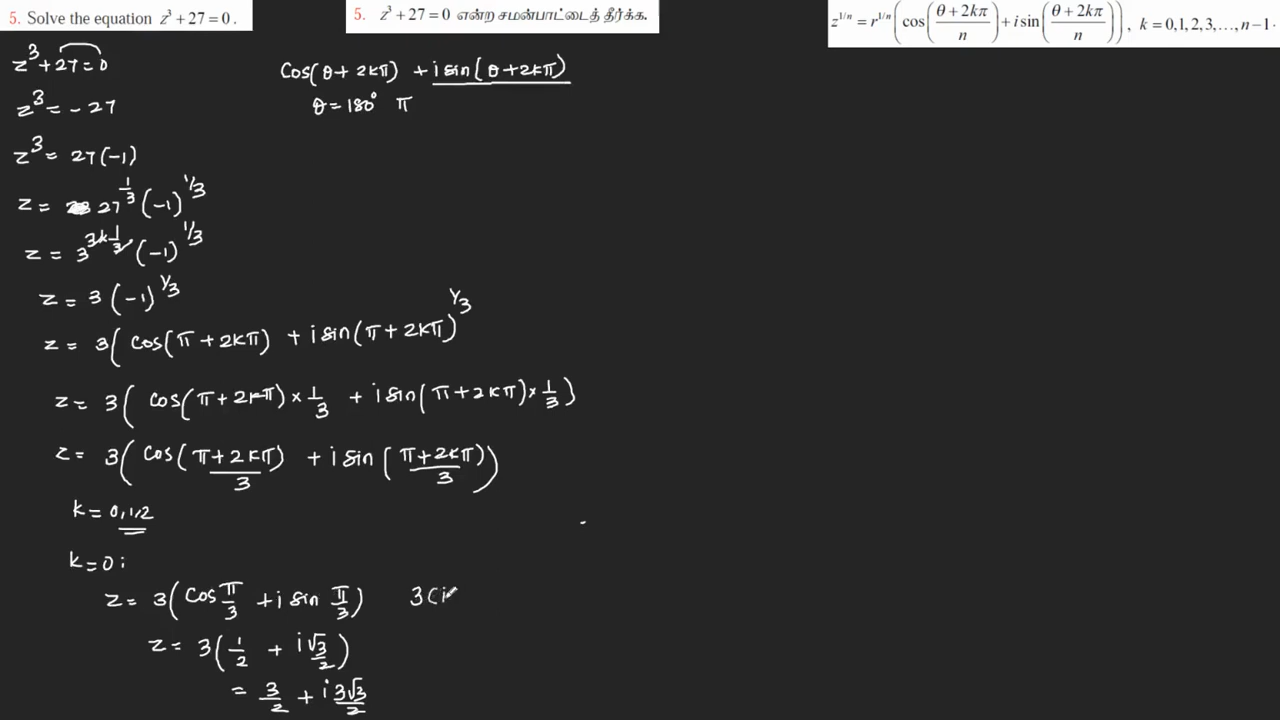 5. Solve the equation z³ + 27 = 0 .
5. z³ + 27 = 0 என்ற சமன்பாட்டைத் தீர்க்க.
z^{1/n} = r^{1/n} ( cos( (θ + 2kπ)/n ) + i sin( (θ + 2kπ)/n ) ), k = 0, 1, 2, 3, …, n − 1 .
z³ + 27 = 0
z³ = - 27
z³ = 27 (-1)
z = 27^{1/3} (-1)^{1/3}
z = 3^{3×1/3} (-1)^{1/3}
z = 3 (-1)^{1/3}
z = 3 ( cos(π + 2kπ) + i sin(π + 2kπ)^{1/3}
z = 3 ( cos(π + 2kπ) × 1/3 + i sin(π + 2kπ) × 1/3 )
z = 3 ( cos( (π + 2kπ)/3 ) + i sin( (π + 2kπ)/3 ) )
k = 0,1,2
k = 0 :
z = 3 ( cos π/3 + i sin π/3 )
z = 3 ( 1/2 + i √3/2 )
= 3/2 + i 3√3/2
cos(θ + 2kπ) + i sin(θ + 2kπ)
θ = 180° π
3 ( i